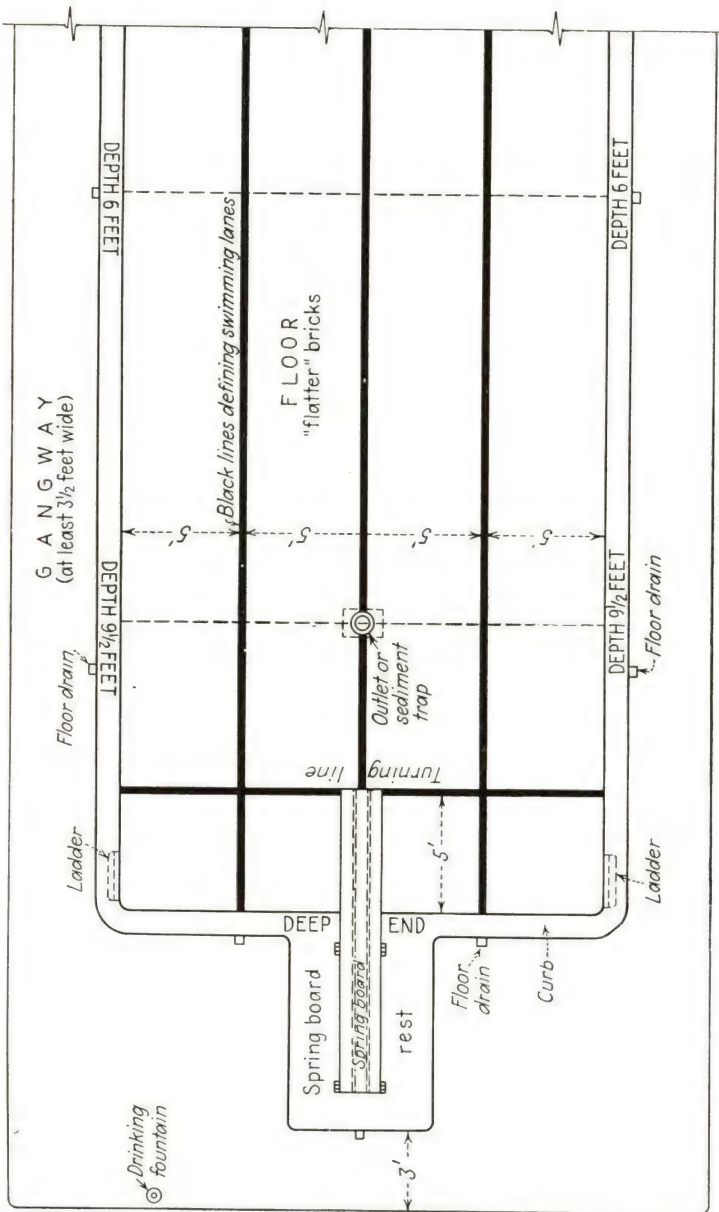 GANGWAY
(at least 3½ feet wide)
DEPTH 6 FEET
DEPTH 9½ FEET
Floor drain
Ladder
Black lines defining swimming lanes
FLOOR
"flatter" bricks
5'
5'
5'
5'
Outlet or
sediment
trap
Turning line
5'
DEPTH 6 FEET
DEPTH 9½ FEET
Floor drain
Ladder
DEEP END
Spring board
Spring board
rest
Floor
drain
Curb
3'
Drinking
fountain